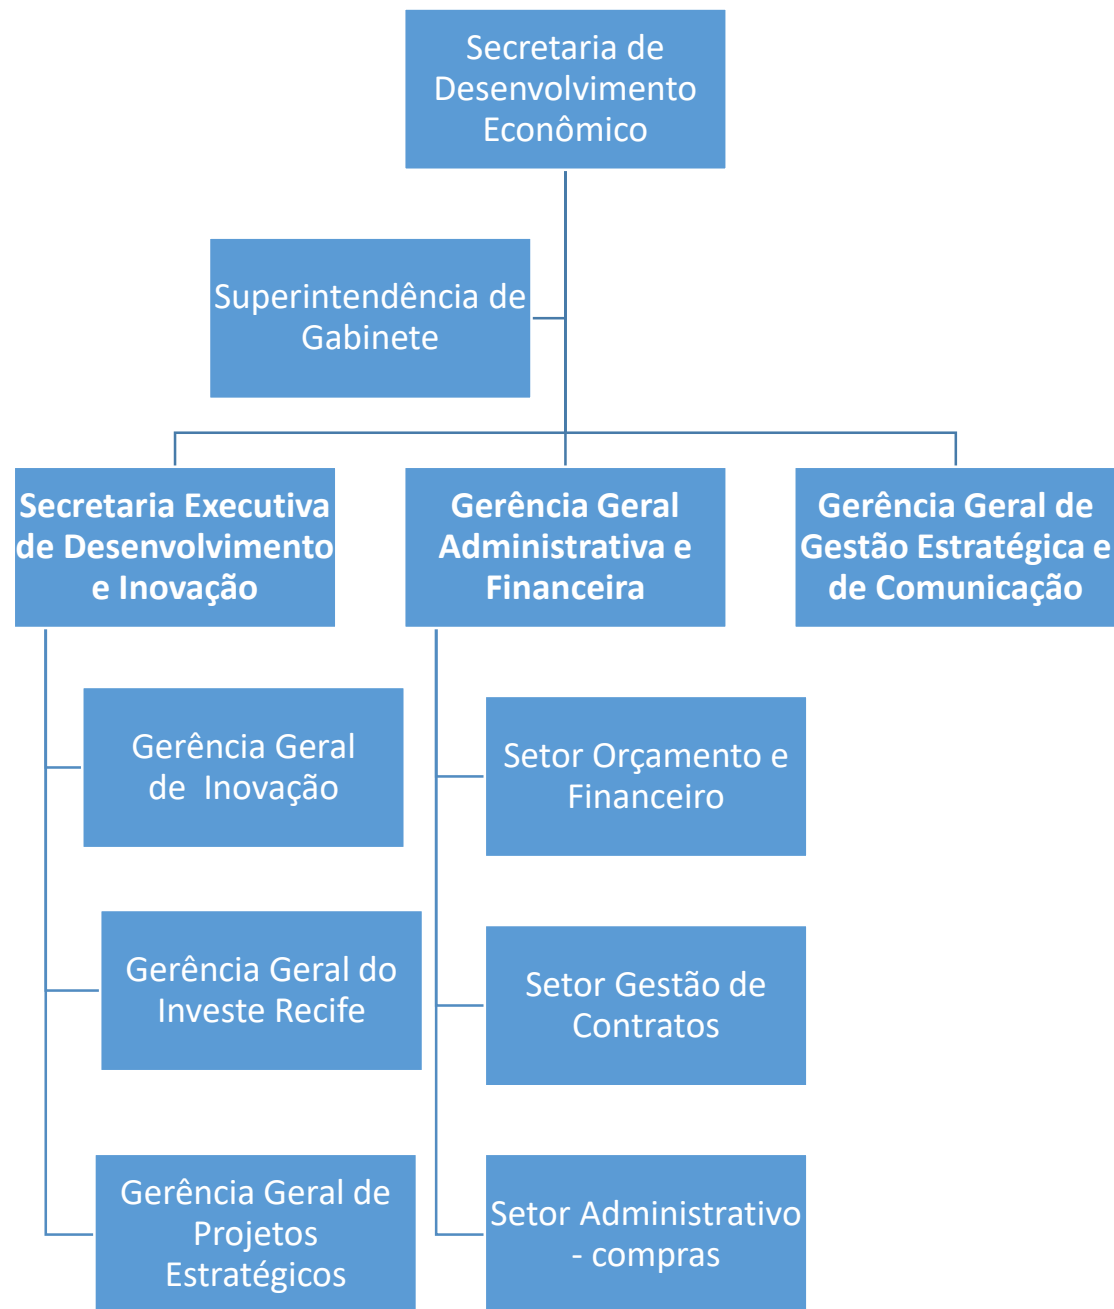 Secretaria de
Desenvolvimento
Econômico
Superintendência de
Gabinete
Secretaria Executiva
de Desenvolvimento
e Inovação
Gerência Geral
Administrativa e
Financeira
Gerência Geral de
Gestão Estratégica e
de Comunicação
Gerência Geral
de Inovação
Setor Orçamento e
Financeiro
Gerência Geral do
Investe Recife
Setor Gestão de
Contratos
Gerência Geral de
Projetos
Estratégicos
Setor Administrativo
- compras